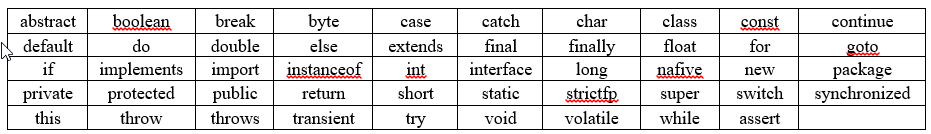 abstract boolean break byte case catch char class const continue
default do double else extends final finally float for goto
if implements import instanceof int interface long nafive new package
private protected public return short static strictfp super switch synchronized
this throw throws transient try void volatile while assert